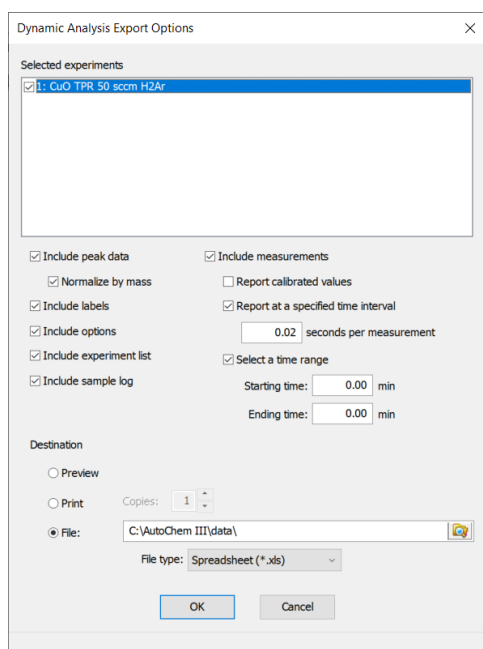 Dynamic Analysis Export Options
Selected experiments
1: CuO TPR 50 sccm H2Ar
Include peak data
Include measurements
Normalize by mass
Report calibrated values
Include labels
Report at a specified time interval
Include options
0.02 seconds per measurement
Include experiment list
Select a time range
Include sample log
Starting time: 0.00 min
Ending time: 0.00 min
Destination
Preview
Print Copies: 1
File: C:\AutoChem III\data\
File type: Spreadsheet (*.xls)
OK Cancel